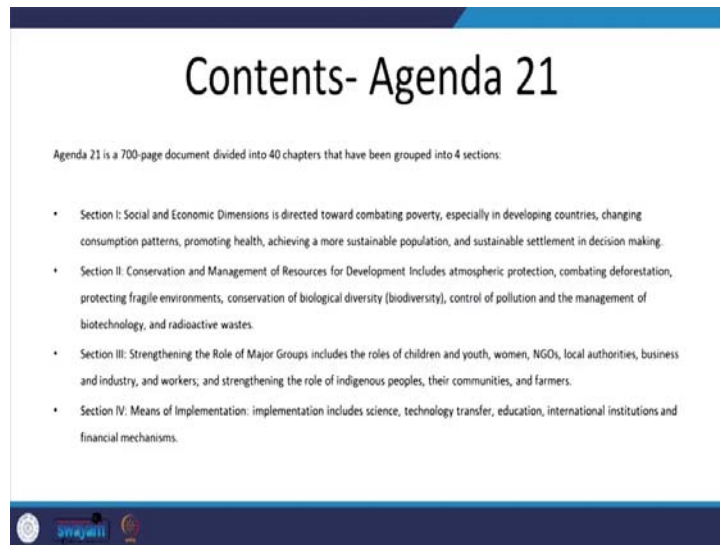 Contents- Agenda 21
Agenda 21 is a 700-page document divided into 40 chapters that have been grouped into 4 sections:
• Section I: Social and Economic Dimensions is directed toward combating poverty, especially in developing countries, changing
consumption patterns, promoting health, achieving a more sustainable population, and sustainable settlement in decision making.
• Section II: Conservation and Management of Resources for Development Includes atmospheric protection, combating deforestation,
protecting fragile environments, conservation of biological diversity (biodiversity), control of pollution and the management of
biotechnology, and radioactive wastes.
• Section III: Strengthening the Role of Major Groups includes the roles of children and youth, women, NGOs, local authorities, business
and industry, and workers; and strengthening the role of indigenous peoples, their communities, and farmers.
• Section IV: Means of Implementation: implementation includes science, technology transfer, education, international institutions and
financial mechanisms.
swayam